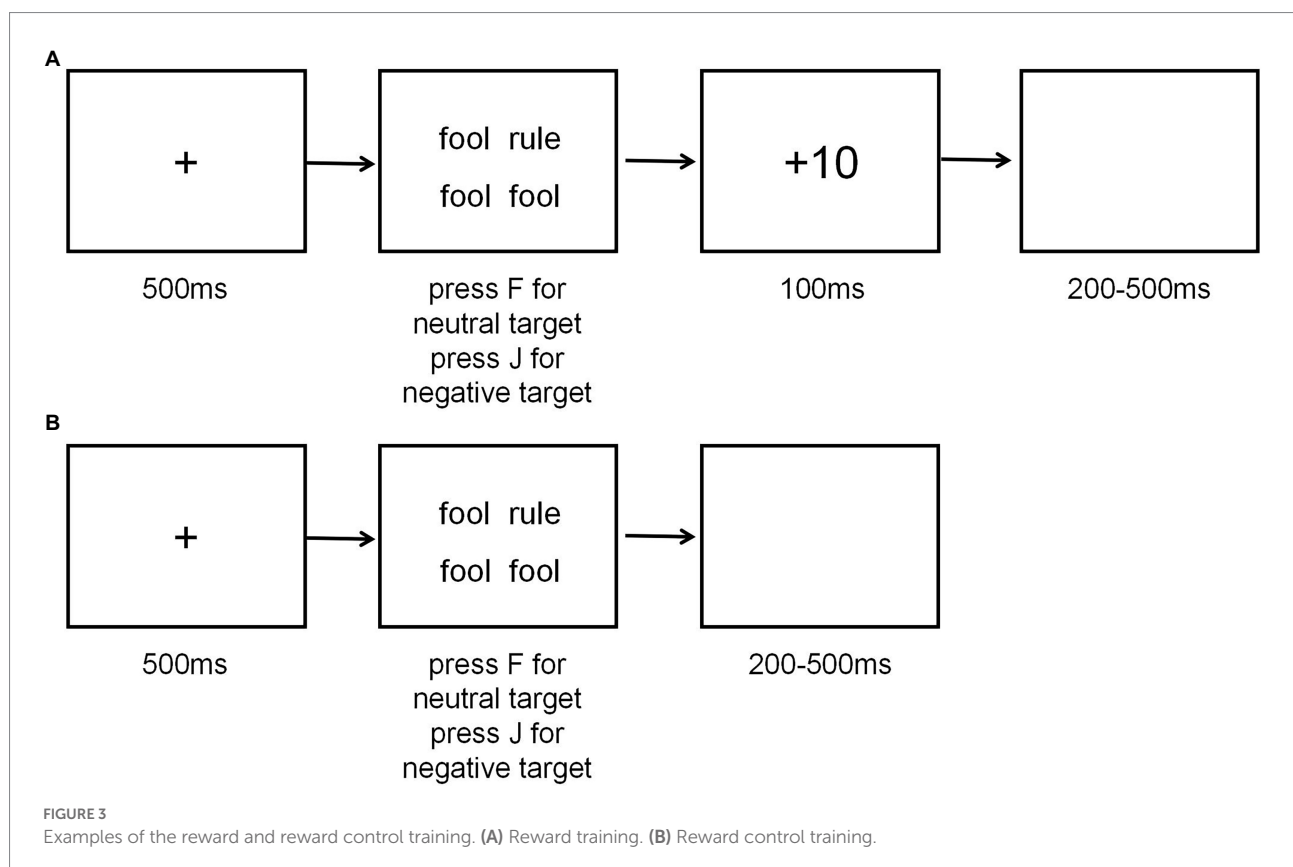 A
+
fool rule
fool fool
+10
500ms
press F for
neutral target
press J for
negative target
100ms
200-500ms
B
+
fool rule
fool fool
500ms
press F for
neutral target
press J for
negative target
200-500ms
FIGURE 3
Examples of the reward and reward control training. (A) Reward training. (B) Reward control training.